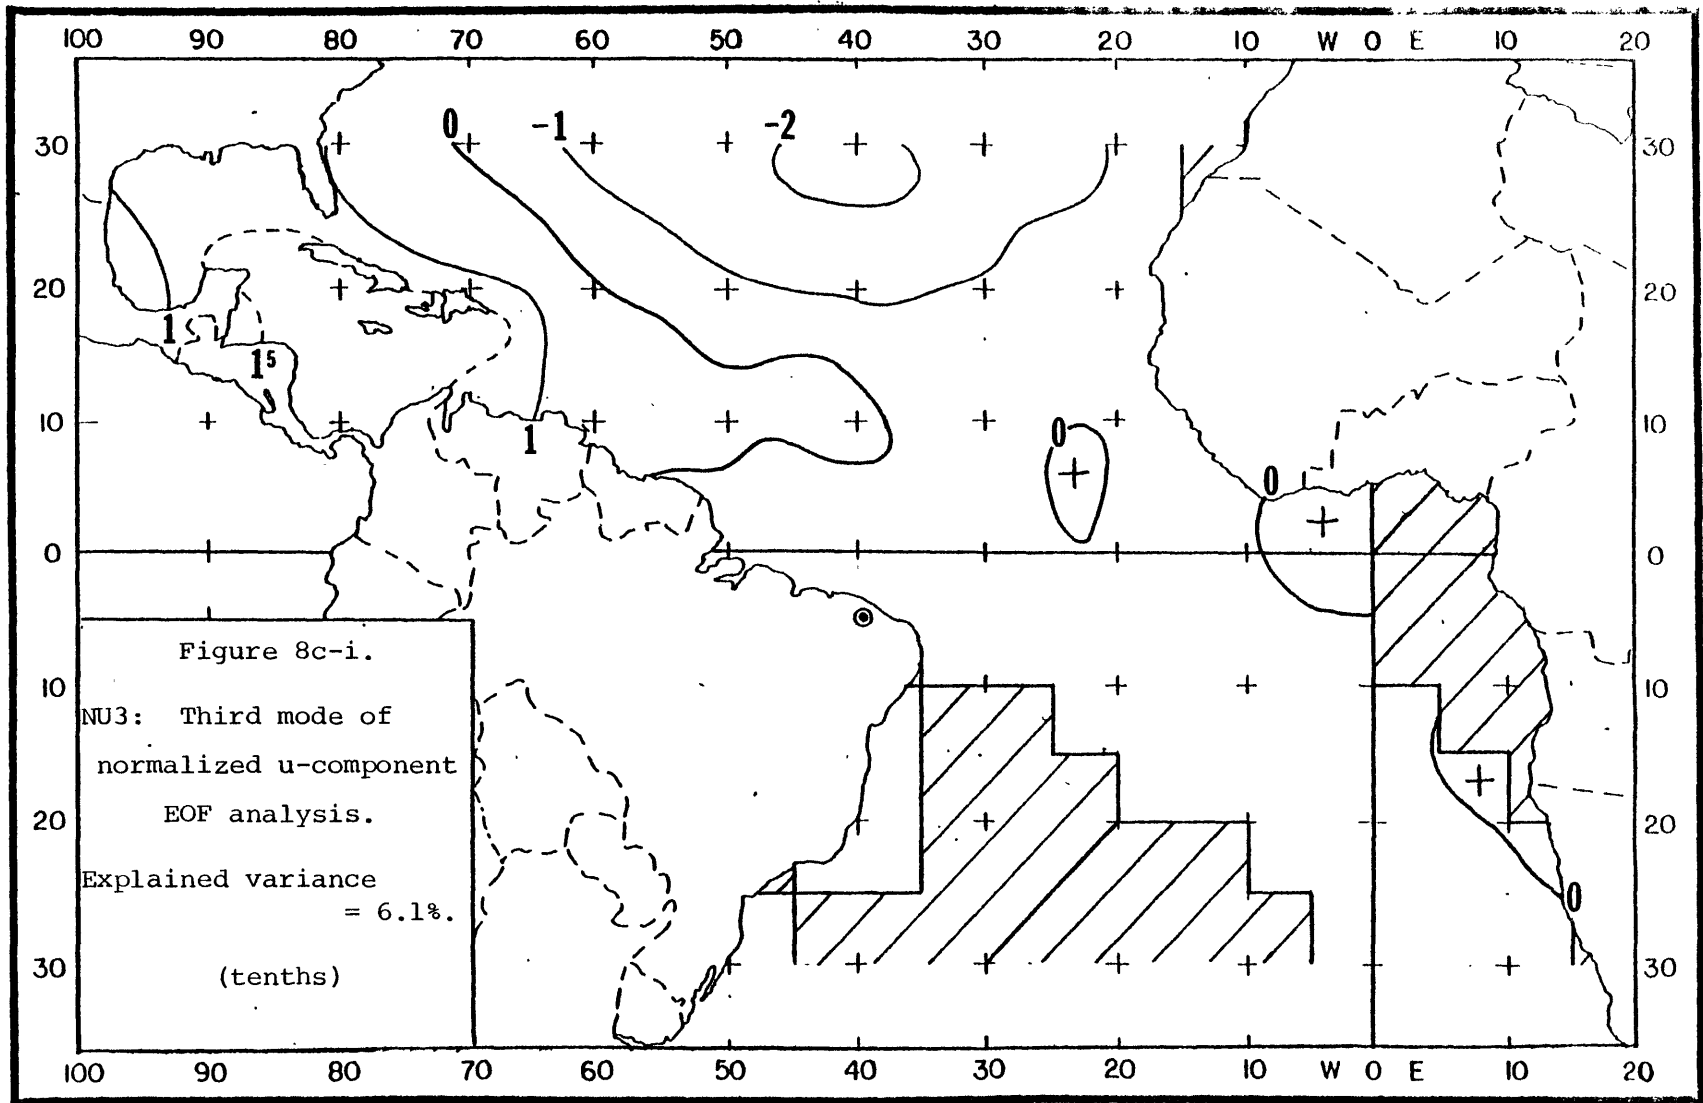 100 90 80 70 60 50 40 30 20 10 W 0 E 10 20
0 -1 -2
30 30
20 20
1
1⁵
10 10
1
0
0
0 0
Figure 8c-i.
10 10
NU3: Third mode of
normalized u-component
EOF analysis.
20 20
Explained variance
= 6.1%.
0
30 30
(tenths)
100 90 80 70 60 50 40 30 20 10 W 0 E 10 20